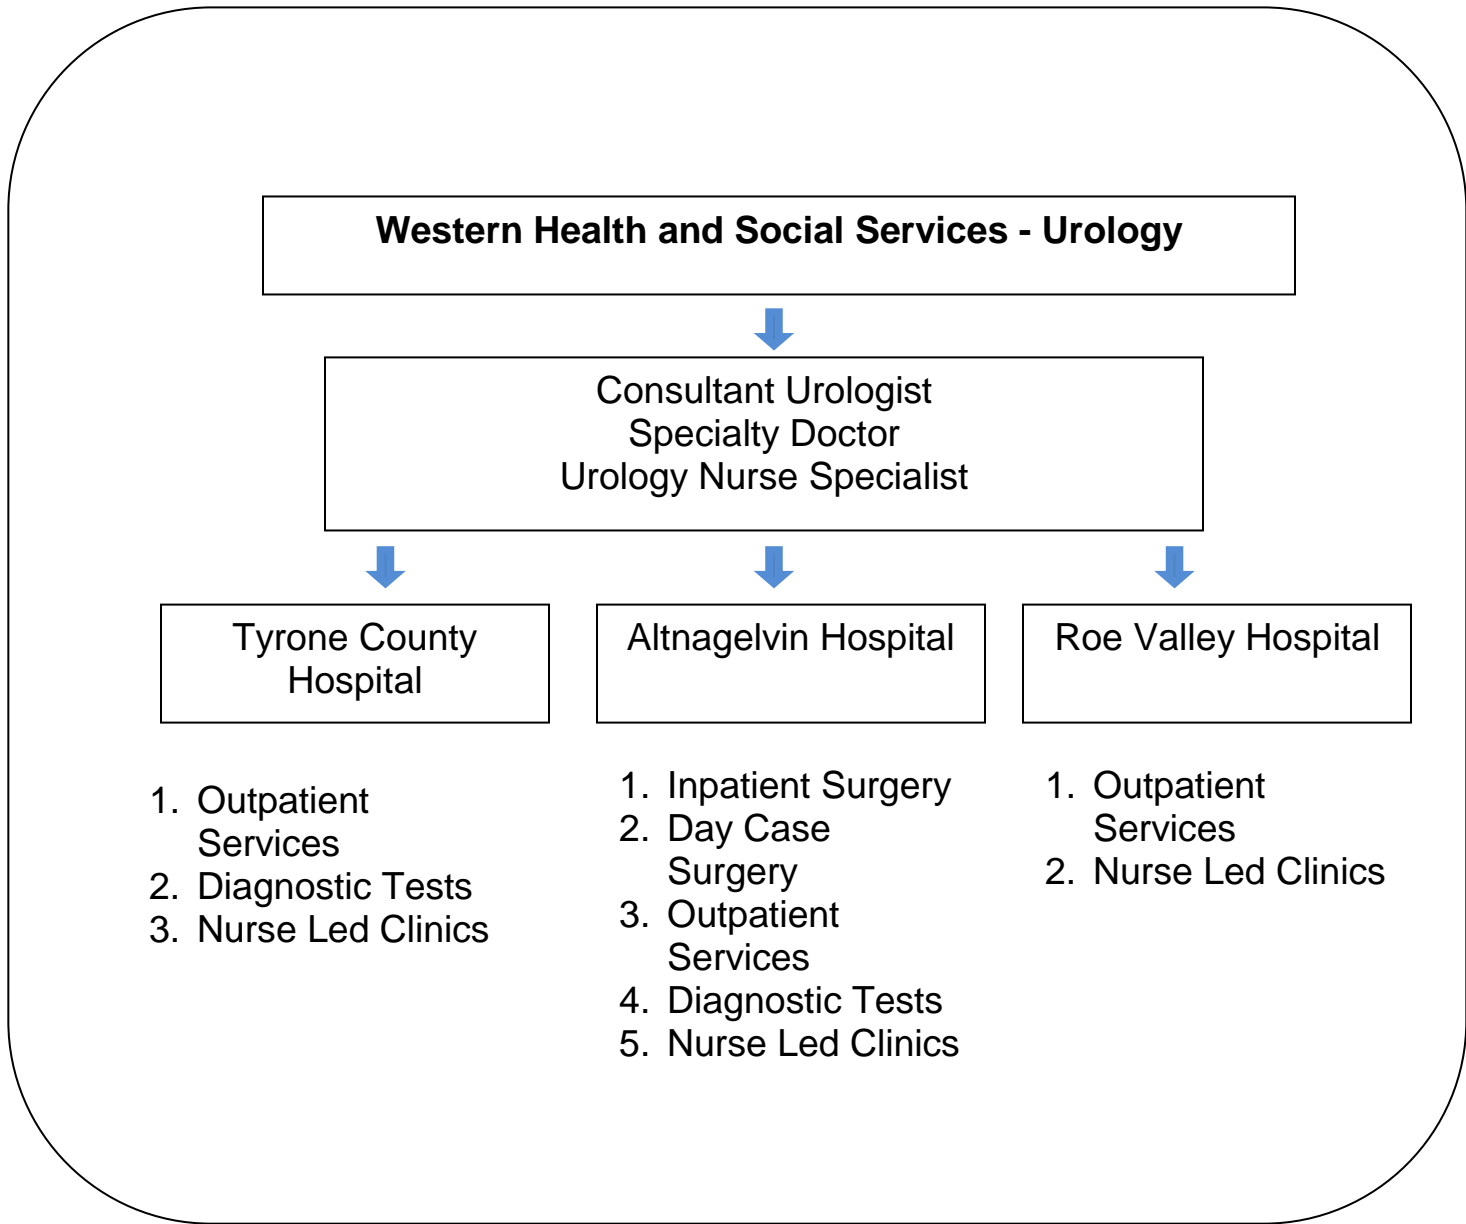 Western Health and Social Services - Urology
Consultant Urologist
Specialty Doctor
Urology Nurse Specialist
Tyrone County
Hospital
1. Outpatient
Services
2. Diagnostic Tests
3. Nurse Led Clinics
Altnagelvin Hospital
1. Inpatient Surgery
2. Day Case
Surgery
3. Outpatient
Services
4. Diagnostic Tests
5. Nurse Led Clinics
Roe Valley Hospital
1. Outpatient
Services
2. Nurse Led Clinics